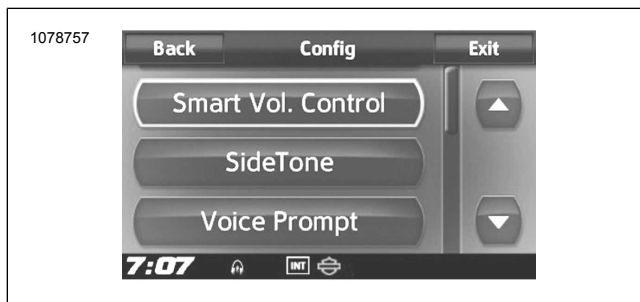 1078757
Back Config Exit
Smart Vol. Control
SideTone
Voice Prompt
7:07 INT